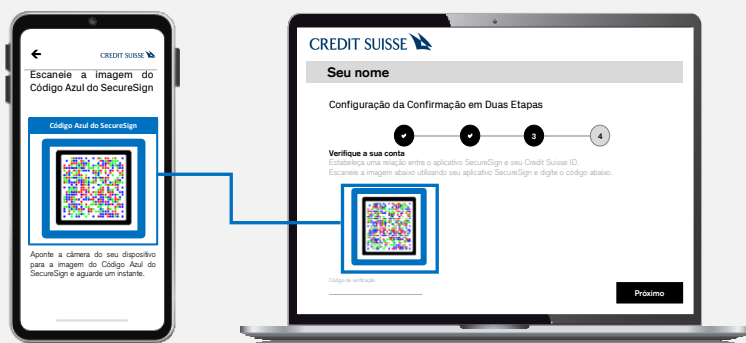 CREDIT SUISSE
Escaneie a imagem do
Código Azul do SecureSign
Código Azul do SecureSign
Aponte a câmera do seu dispositivo
para a imagem do Código Azul do
SecureSign e aguarde um instante.
CREDIT SUISSE
Seu nome
Configuração da Confirmação em Duas Etapas
3 4
Verifique a sua conta
Estabeleça uma relação entre o aplicativo SecureSign e seu Credit Suisse ID.
Escaneie a imagem abaixo utilizando seu aplicativo SecureSign e digite o código abaixo.
Código de verificação
Próximo